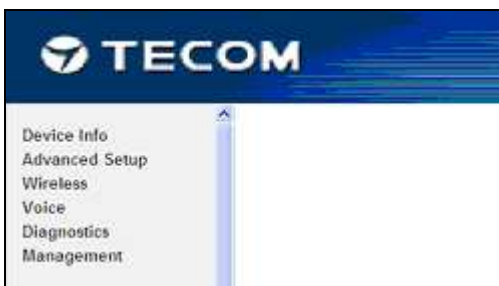 TECOM
Device Info
Advanced Setup
Wireless
Voice
Diagnostics
Management